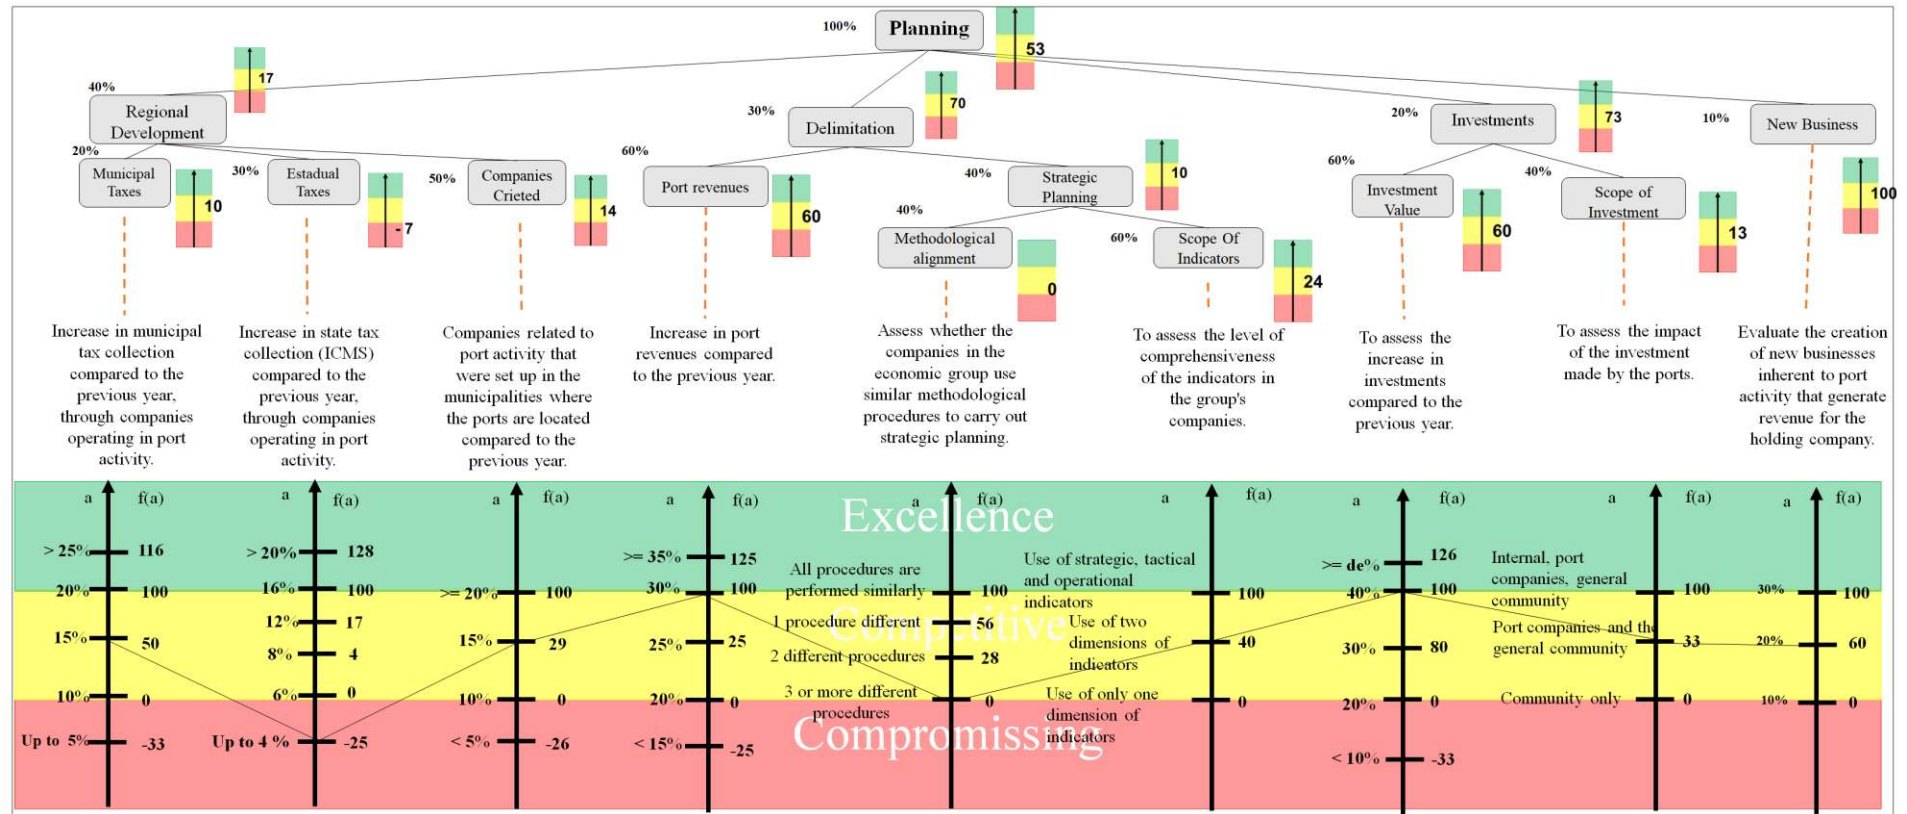 100%
Planning
53
40%
17
Regional
Development
30%
70
Delimitation
20%
73
Investments
10%
New Business
100
20%
Municipal
Taxes
10
30%
Estadual
Taxes
- 7
50%
Companies
Crieted
14
60%
Port revenues
60
40%
Strategic
Planning
10
60%
Investment
Value
60
40%
Scope of
Investment
13
40%
Methodological
alignment
0
60%
Scope Of
Indicators
24
Increase in municipal
tax collection
compared to the
previous year,
through companies
operating in port
activity.
Increase in state tax
collection (ICMS)
compared to the
previous year,
through companies
operating in port
activity.
Companies related to
port activity that
were set up in the
municipalities where
the ports are located
compared to the
previous year.
Increase in port
revenues compared
to the previous year.
Assess whether the
companies in the
economic group use
similar methodological
procedures to carry out
strategic planning.
To assess the level of
comprehensiveness
of the indicators in
the group's
companies.
To assess the
increase in
investments
compared to the
previous year.
To assess the impact
of the investment
made by the ports.
Evaluate the creation
of new businesses
inherent to port
activity that generate
revenue for the
holding company.
Excellence
Competitive
Compromissing
a f(a)
> 25% 116
20% 100
15% 50
10% 0
Up to 5% -33
a f(a)
> 20% 128
16% 100
12% 17
8% 4
6% 0
Up to 4 % -25
a f(a)
>= 20% 100
15% 29
10% 0
< 5% -26
a f(a)
>= 35% 125
30% 100
25% 25
20% 0
< 15% -25
a f(a)
All procedures are
performed similarly
100
1 procedure different
56
2 different procedures
28
3 or more different
procedures
0
a f(a)
Use of strategic, tactical
and operational
indicators
100
Use of two
dimensions of
indicators
40
Use of only one
dimension of
indicators
0
a f(a)
>= de% 126
40% 100
30% 80
20% 0
< 10% -33
a f(a)
Internal, port
companies, general
community
100
Port companies and the
general community
33
Community only
0
a f(a)
30% 100
20% 60
10% 0